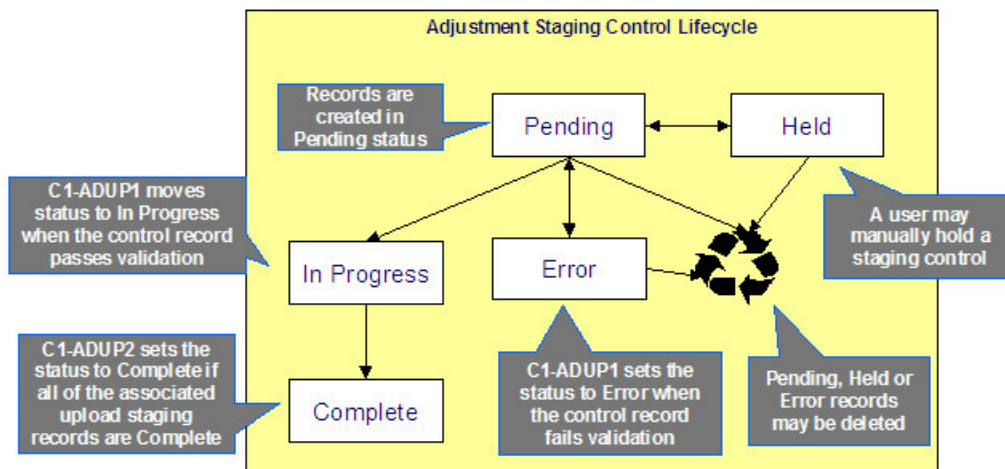 Adjustment Staging Control Lifecycle
Records are
created in
Pending status
Pending
Held
C1-ADUP1 moves
status to In Progress
when the control record
passes validation
A user may
manually hold a
staging control
In Progress
Error
C1-ADUP2 sets the
status to Complete if
all of the associated
upload staging
records are Complete
Complete
C1-ADUP1 sets the
status to Error when
the control record
fails validation
Pending, Held or
Error records
may be deleted